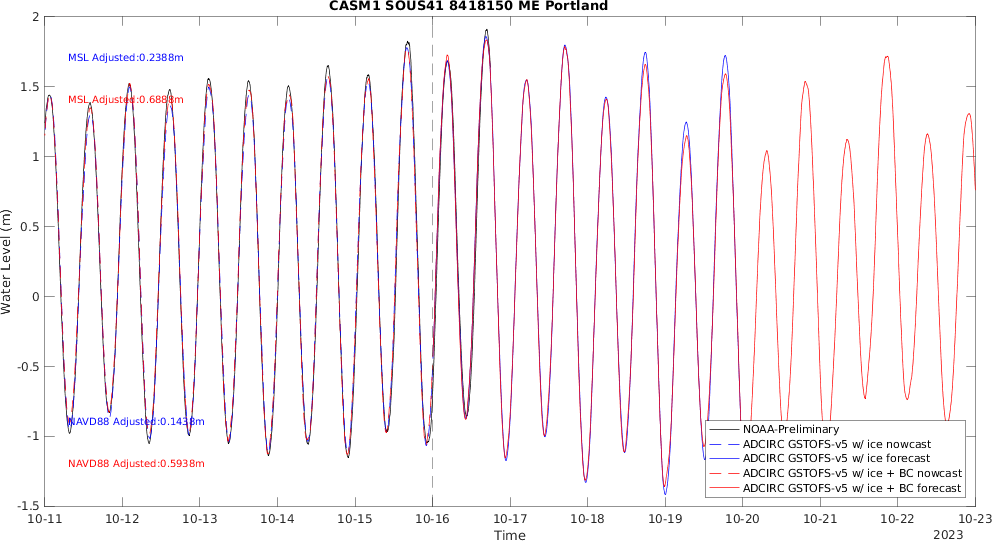 CASM1 SOUS41 8418150 ME Portland
2
1.5
1
0.5
0
-0.5
-1
-1.5
Water Level (m)
MSL Adjusted:0.2388m
MSL Adjusted:0.6888m
NAVD88 Adjusted:0.1438m
NAVD88 Adjusted:0.5938m
NOAA-Preliminary
ADCIRC GSTOFS-v5 w/ ice nowcast
ADCIRC GSTOFS-v5 w/ ice forecast
ADCIRC GSTOFS-v5 w/ ice + BC nowcast
ADCIRC GSTOFS-v5 w/ ice + BC forecast
10-11 10-12 10-13 10-14 10-15 10-16 10-17 10-18 10-19 10-20 10-21 10-22 10-23
Time
2023